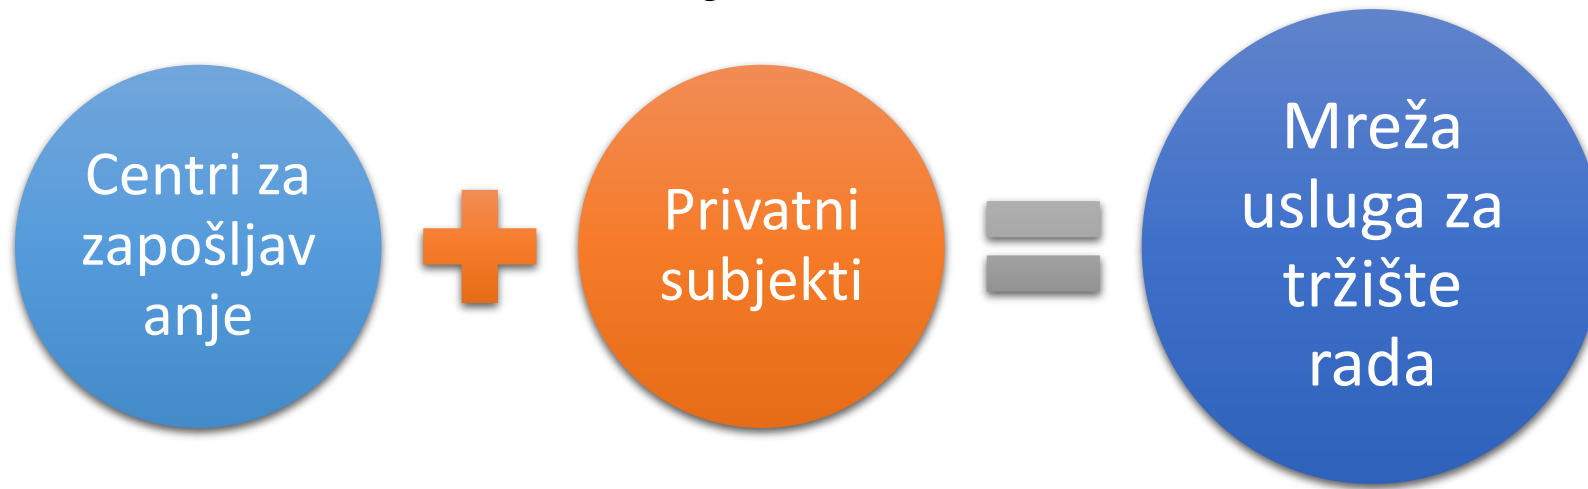 Centri za
zapošljav
anje
Privatni
subjekti
Mreža
usluga za
tržište
rada